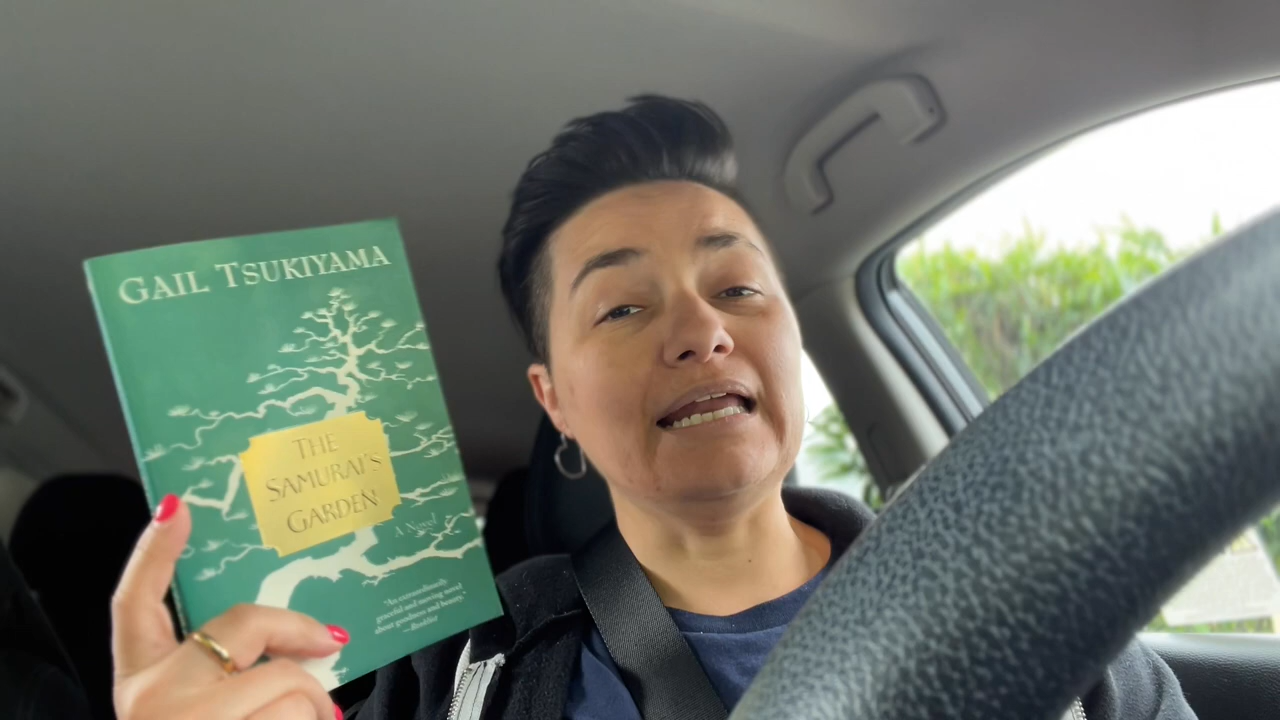 GAIL TSUKIYAMA
THE
SAMURAI'S
GARDEN
A Novel
"An extraordinarily
graceful and moving novel
about goodness and beauty."
—Booklist